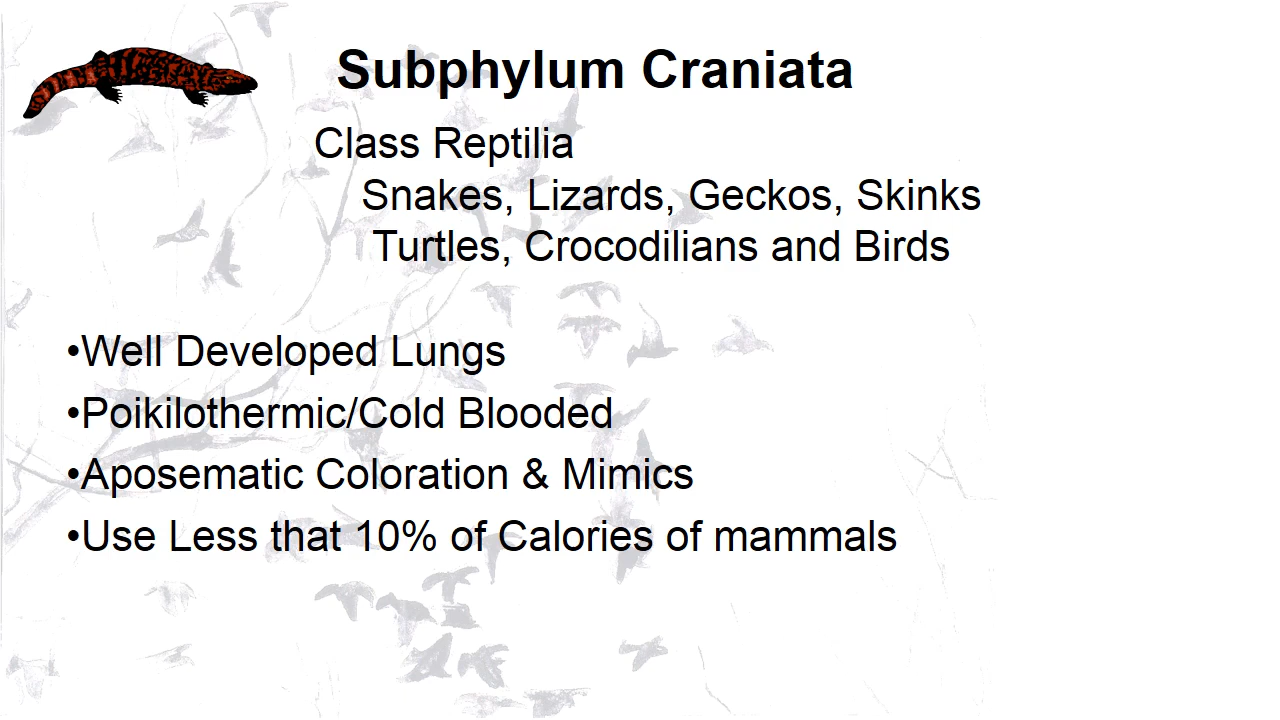 Subphylum Craniata
Class Reptilia
Snakes, Lizards, Geckos, Skinks
Turtles, Crocodilians and Birds
•Well Developed Lungs
•Poikilothermic/Cold Blooded
•Aposematic Coloration & Mimics
•Use Less that 10% of Calories of mammals